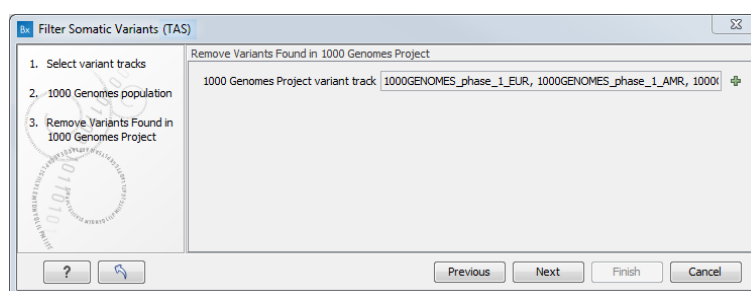 Bx Filter Somatic Variants (TAS)
1. Select variant tracks
2. 1000 Genomes population
3. Remove Variants Found in
1000 Genomes Project
Remove Variants Found in 1000 Genomes Project
1000 Genomes Project variant track 1000GENOMES_phase_1_EUR, 1000GENOMES_phase_1_AMR,
? Previous Next Finish Cancel